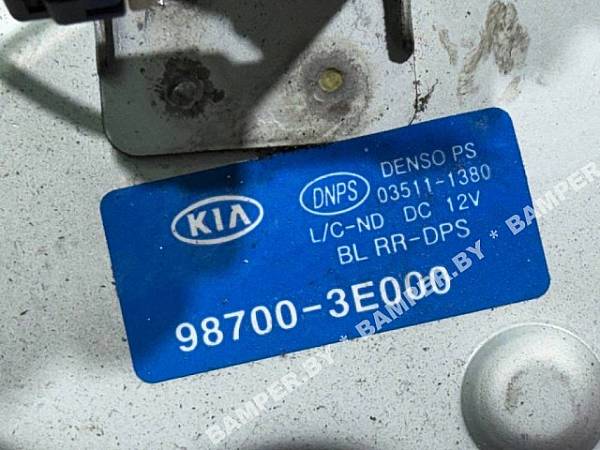 KIA
DNPS
DENSO PS
03511-1380
L/C-ND DC 12V
BL RR-DPS
98700-3E000
BAMPER.BY * BAMPER.BY * BAMPER.BY